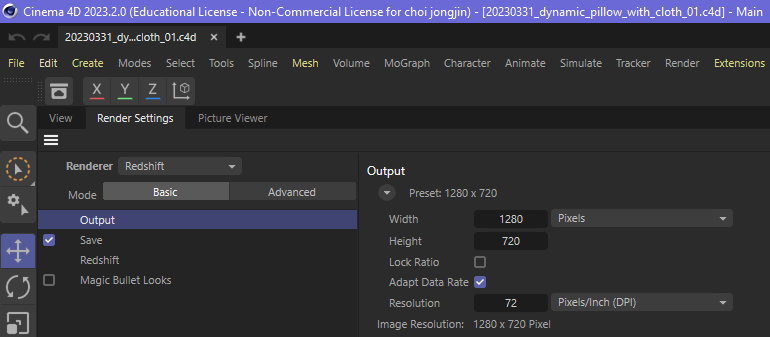 Cinema 4D 2023.2.0 (Educational License - Non-Commercial License for choi jongjin) - [20230331_dynamic_pillow_with_cloth_01.c4d] - Main
20230331_dy...cloth_01.c4d × +
File Edit Create Modes Select Tools Spline Mesh Volume MoGraph Character Animate Simulate Tracker Render Extensions
X Y Z
View Render Settings Picture Viewer
Renderer Redshift
Mode Basic Advanced
Output
Save
Redshift
Magic Bullet Looks
Output
Preset: 1280 x 720
Width 1280 Pixels
Height 720
Lock Ratio
Adapt Data Rate
Resolution 72 Pixels/Inch (DPI)
Image Resolution: 1280 x 720 Pixel